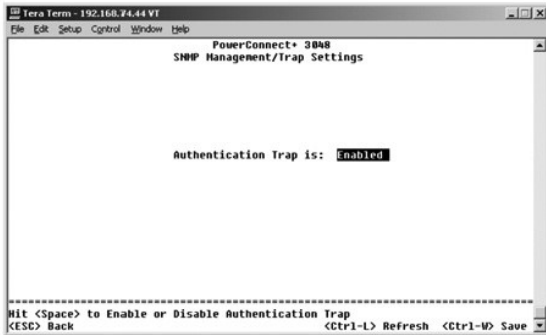 Tera Term - 192.168.74.44 VT
File Edit Setup Control Window Help
PowerConnect+ 3048
SNMP Management/Trap Settings
Authentication Trap is: Enabled
Hit <Space> to Enable or Disable Authentication Trap
<ESC> Back <Ctrl-L> Refresh <Ctrl-W> Save